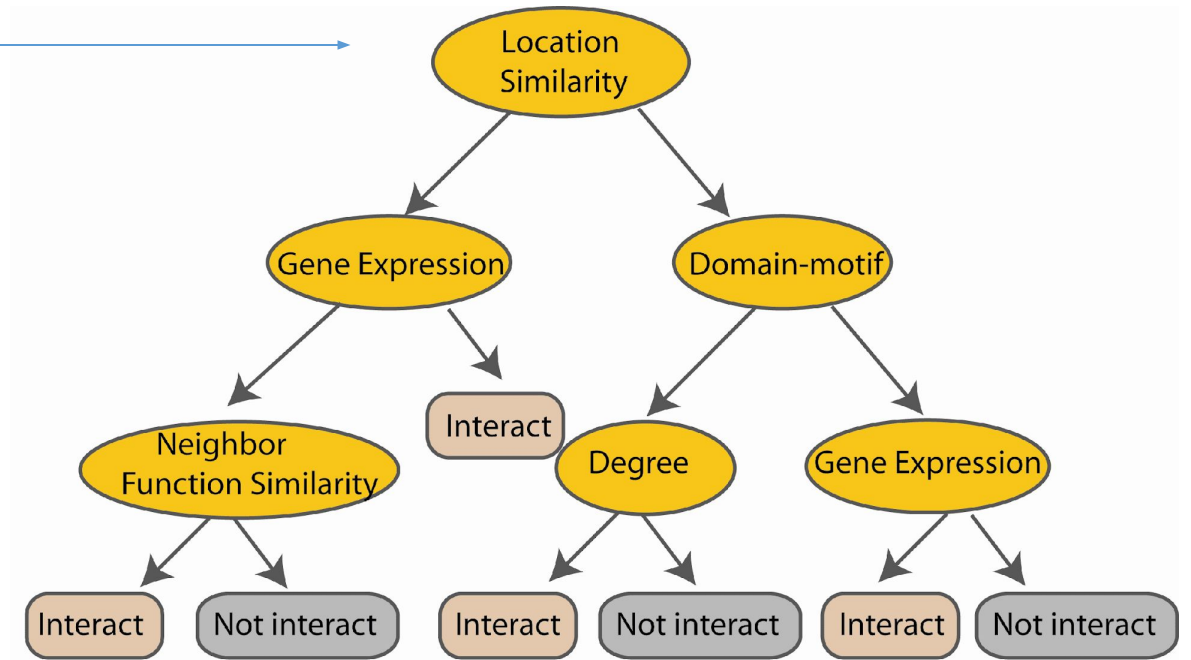 Location
Similarity
Gene Expression
Domain-motif
Interact
Neighbor
Function Similarity
Degree
Gene Expression
Interact
Not interact
Interact
Not interact
Interact
Not interact